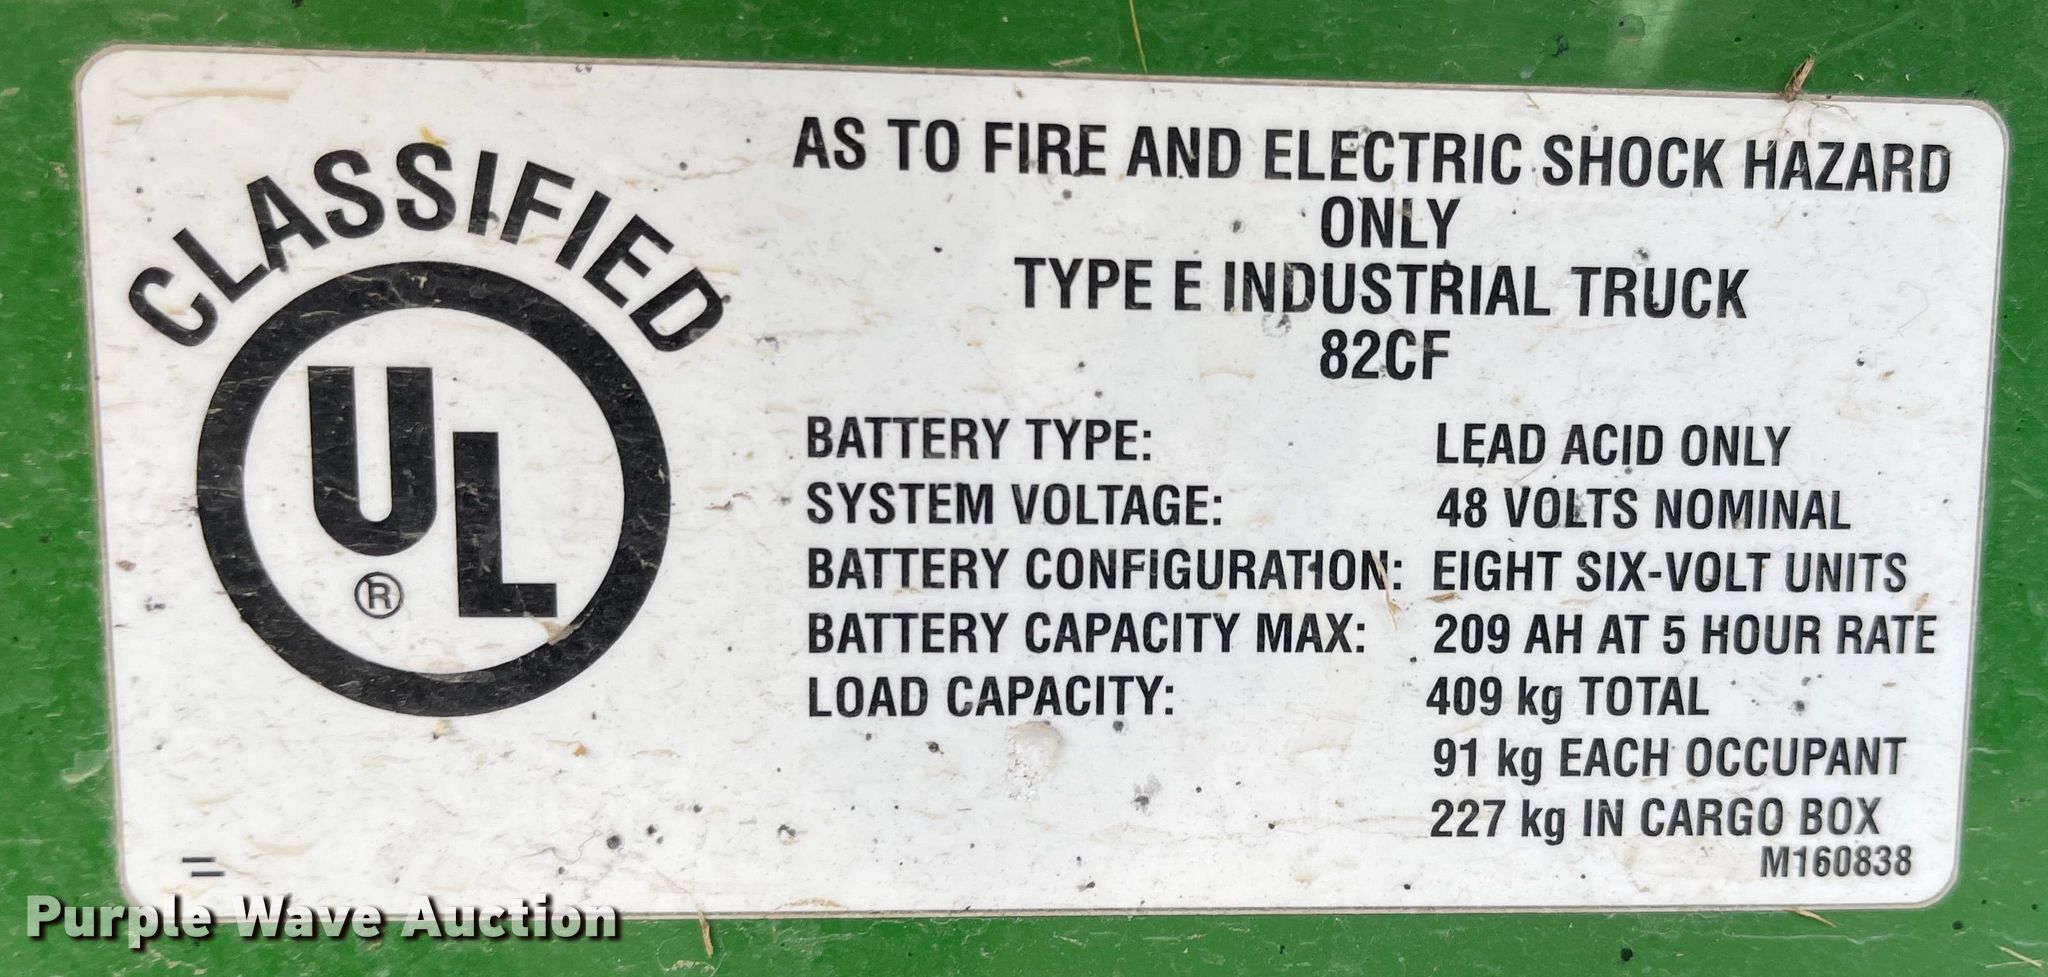 CLASSIFIED
UL
®
AS TO FIRE AND ELECTRIC SHOCK HAZARD
ONLY
TYPE E INDUSTRIAL TRUCK
82CF
BATTERY TYPE: LEAD ACID ONLY
SYSTEM VOLTAGE: 48 VOLTS NOMINAL
BATTERY CONFIGURATION: EIGHT SIX-VOLT UNITS
BATTERY CAPACITY MAX: 209 AH AT 5 HOUR RATE
LOAD CAPACITY: 409 kg TOTAL
91 kg EACH OCCUPANT
227 kg IN CARGO BOX
M160838
Purple Wave Auction